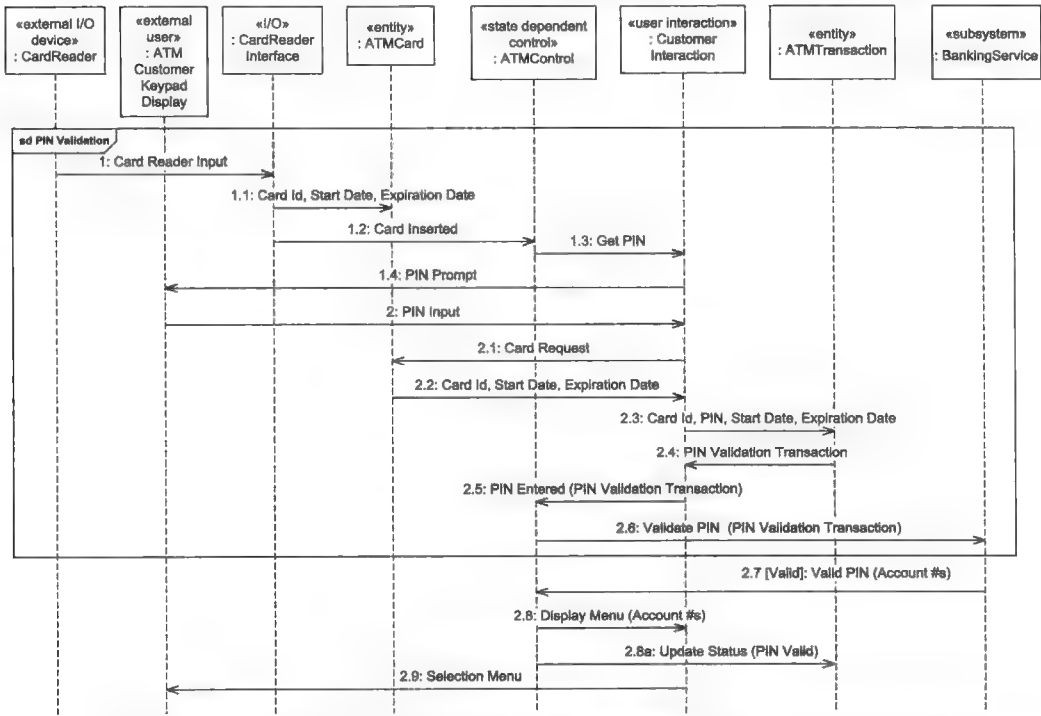 «external I/O
device»
: CardReader
«external
user»
: ATM
Customer
Keypad
Display
«I/O»
: CardReader
Interface
«entity»
: ATMCard
«state dependent
control»
: ATMControl
«user interaction»
: Customer
Interaction
«entity»
: ATMTransaction
«subsystem»
: BankingService
sd PIN Validation
1: Card Reader Input
1.1: Card Id, Start Date, Expiration Date
1.2: Card Inserted
1.3: Get PIN
1.4: PIN Prompt
2: PIN Input
2.1: Card Request
2.2: Card Id, Start Date, Expiration Date
2.3: Card Id, PIN, Start Date, Expiration Date
2.4: PIN Validation Transaction
2.5: PIN Entered (PIN Validation Transaction)
2.6: Validate PIN (PIN Validation Transaction)
2.7 [Valid]: Valid PIN (Account #s)
2.8: Display Menu (Account #s)
2.8a: Update Status (PIN Valid)
2.9: Selection Menu